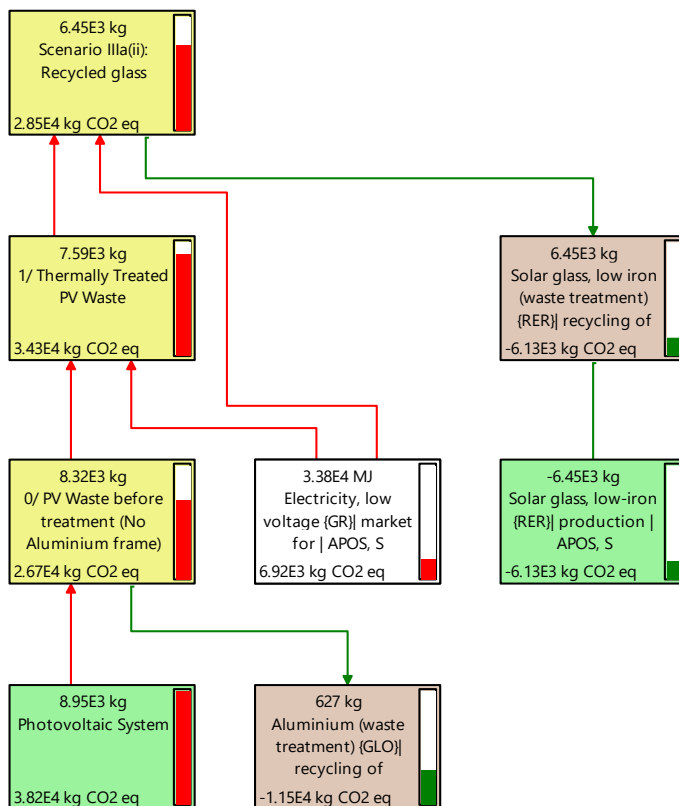 6.45E3 kg
Scenario IIIa(ii):
Recycled glass
2.85E4 kg CO2 eq
7.59E3 kg
1/ Thermally Treated
PV Waste
3.43E4 kg CO2 eq
6.45E3 kg
Solar glass, low iron
(waste treatment)
{RER}| recycling of
-6.13E3 kg CO2 eq
8.32E3 kg
0/ PV Waste before
treatment (No
Aluminium frame)
2.67E4 kg CO2 eq
3.38E4 MJ
Electricity, low
voltage {GR}| market
for | APOS, S
6.92E3 kg CO2 eq
-6.45E3 kg
Solar glass, low-iron
{RER}| production |
APOS, S
-6.13E3 kg CO2 eq
8.95E3 kg
Photovoltaic System
3.82E4 kg CO2 eq
627 kg
Aluminium (waste
treatment) {GLO}|
recycling of
-1.15E4 kg CO2 eq